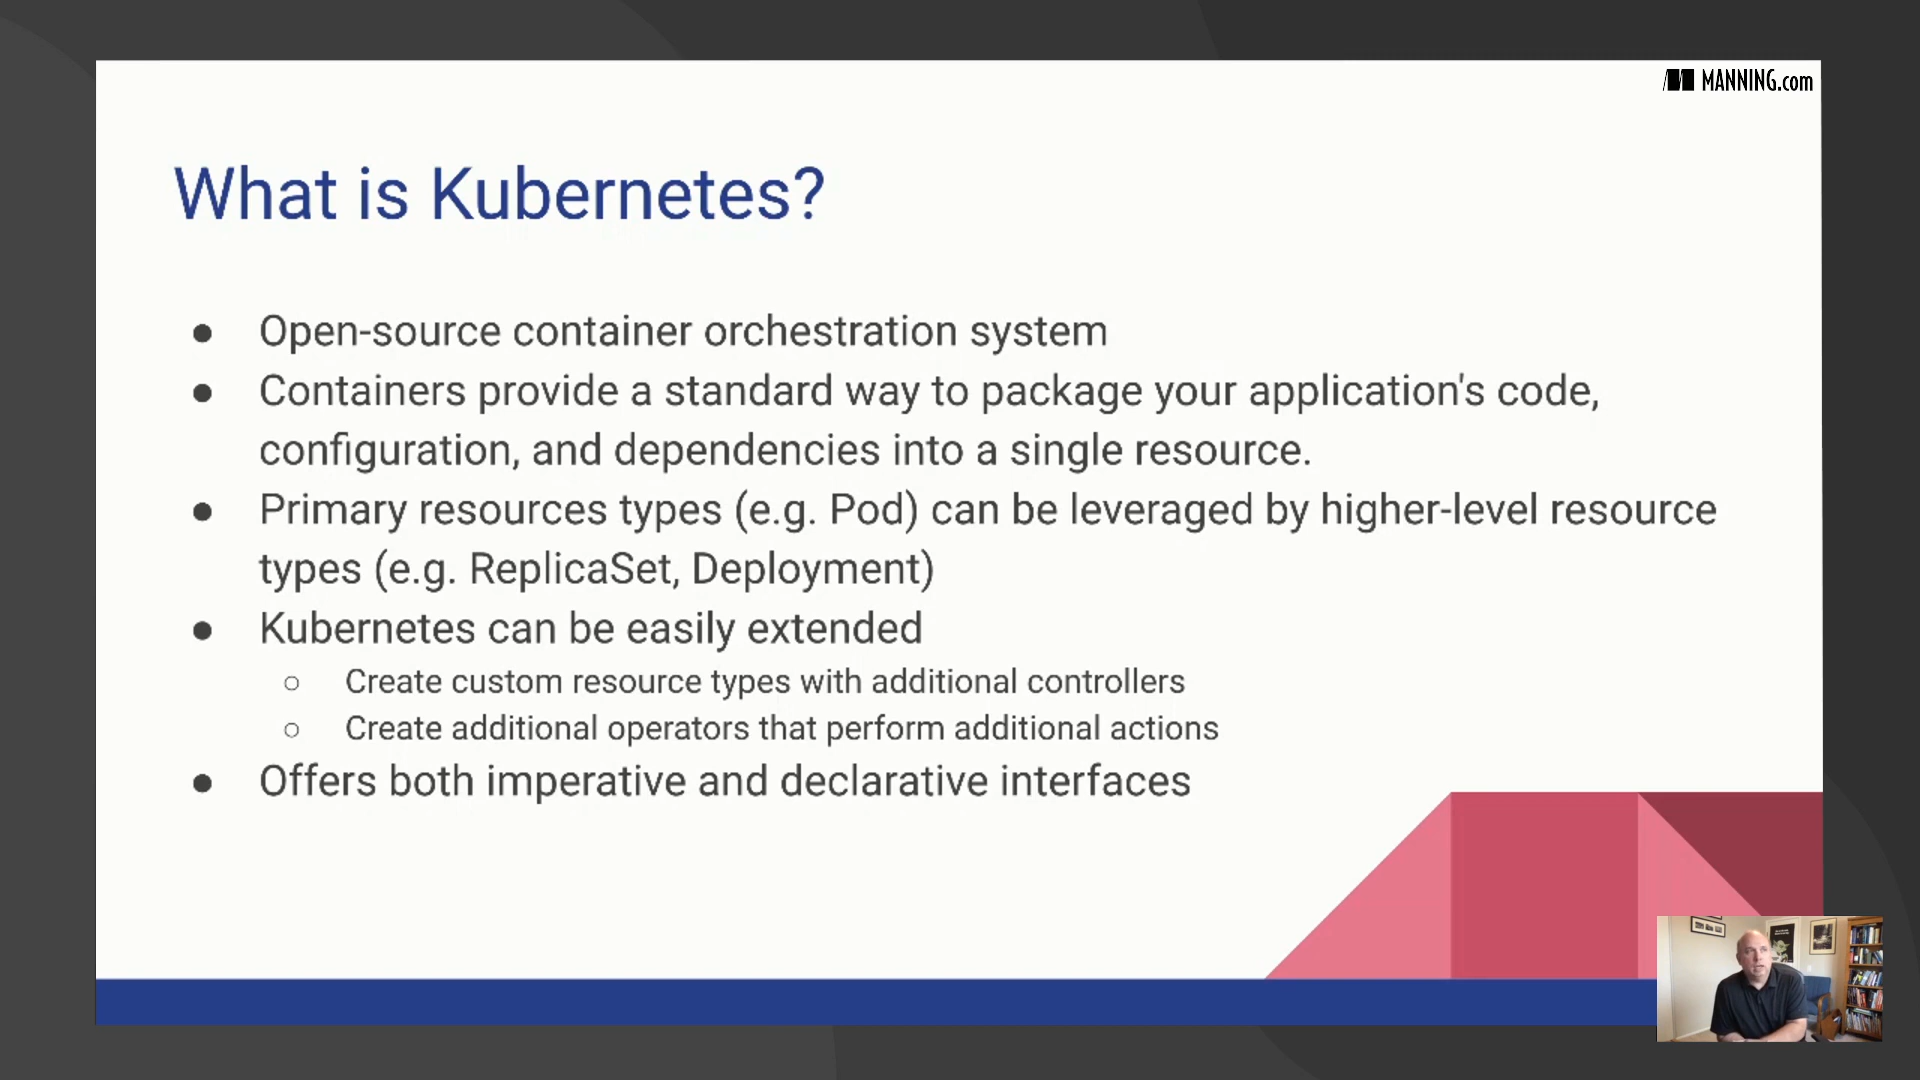 MANNING.com
What is Kubernetes?
● Open-source container orchestration system
● Containers provide a standard way to package your application's code,
configuration, and dependencies into a single resource.
● Primary resources types (e.g. Pod) can be leveraged by higher-level resource
types (e.g. ReplicaSet, Deployment)
● Kubernetes can be easily extended
○ Create custom resource types with additional controllers
○ Create additional operators that perform additional actions
● Offers both imperative and declarative interfaces